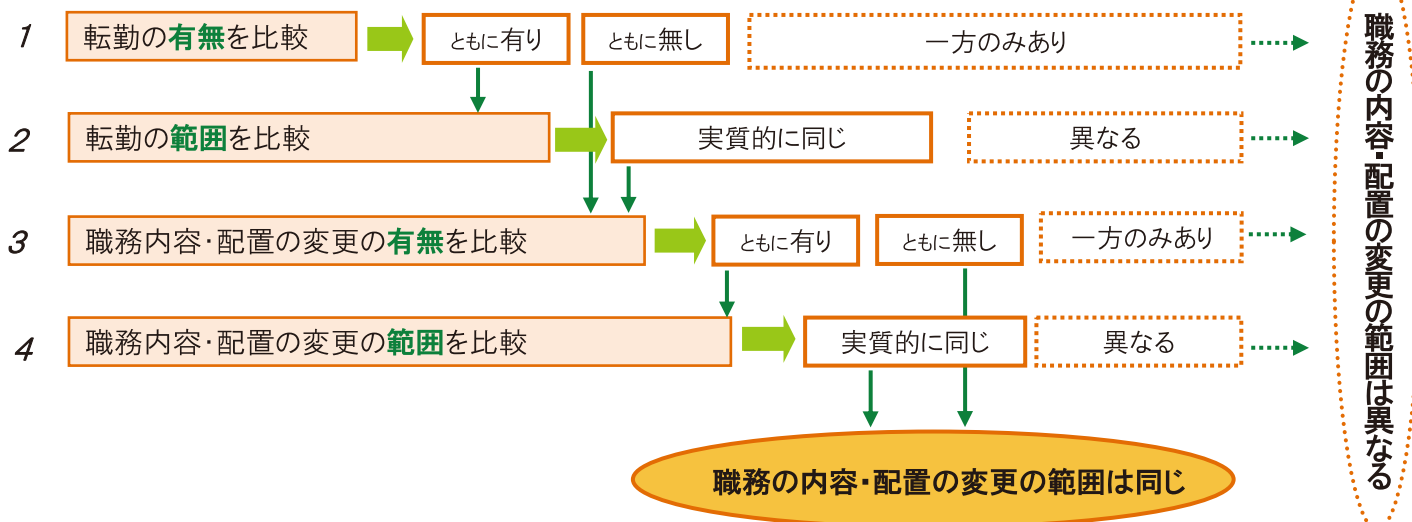 1
転勤の有無を比較
ともに有り
ともに無し
一方のみあり
2
転勤の範囲を比較
実質的に同じ
異なる
3
職務内容・配置の変更の有無を比較
ともに有り
ともに無し
一方のみあり
4
職務内容・配置の変更の範囲を比較
実質的に同じ
異なる
職務の内容・配置の変更の範囲は同じ
職務の内容・配置の変更の範囲は異なる